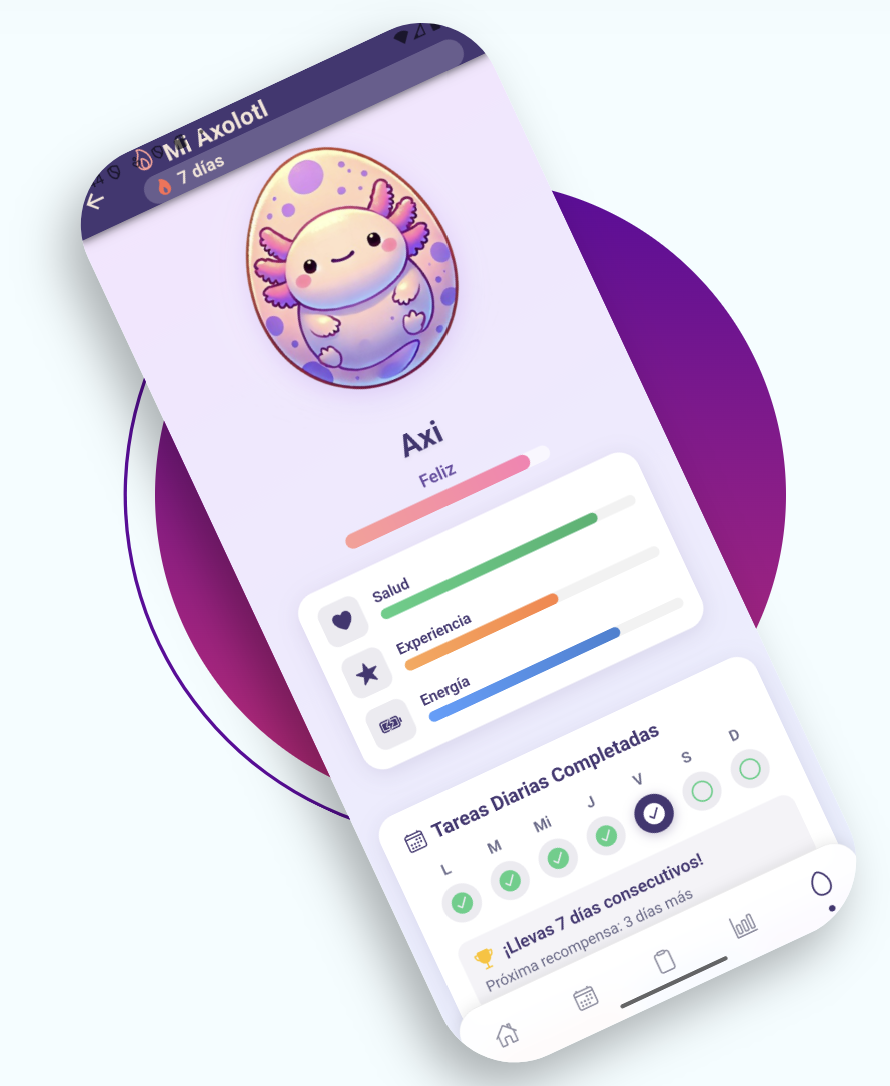 Mi Axolotl
7 días
Axi
Feliz
Salud
Experiencia
Energía
Tareas Diarias Completadas
L M Mi J V S D
¡Llevas 7 días consecutivos!
Próxima recompensa: 3 días más